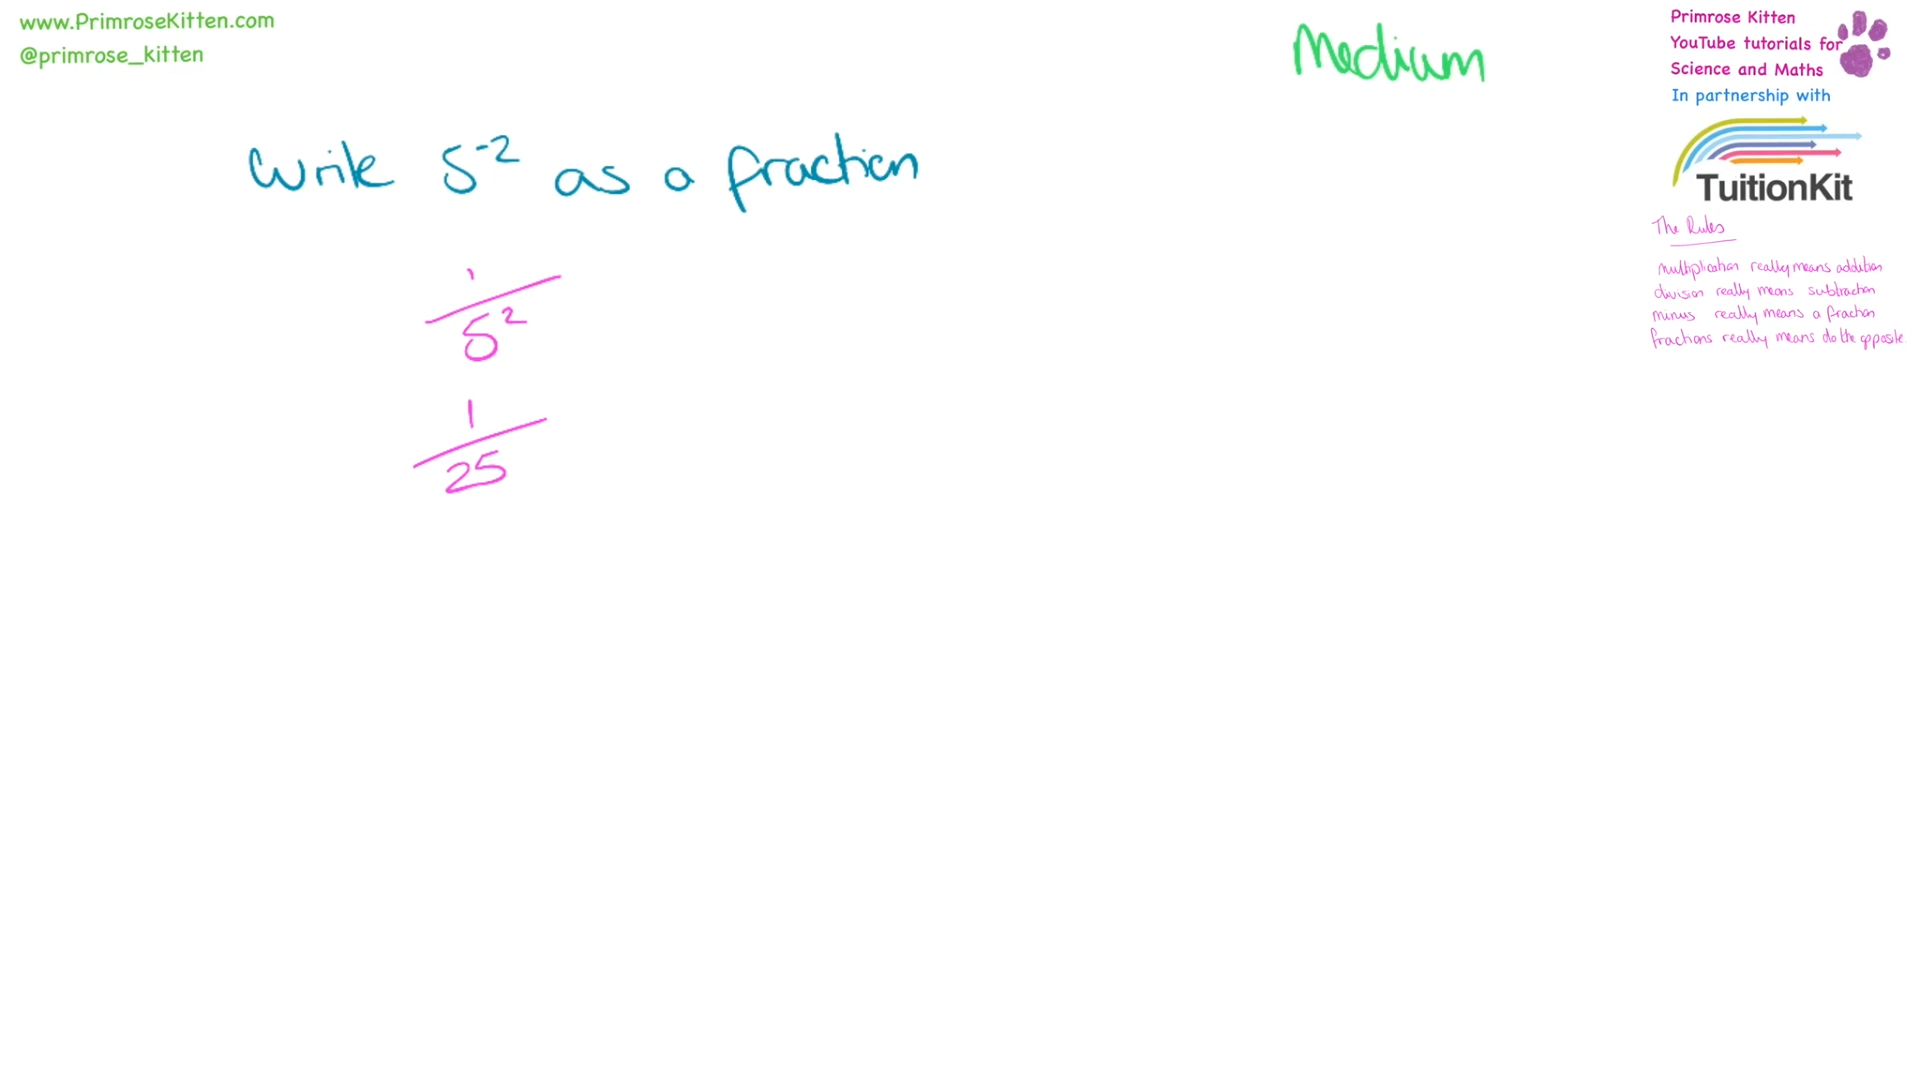 www.PrimroseKitten.com
@primrose_kitten
Medium
Primrose Kitten
YouTube tutorials for
Science and Maths
In partnership with
TuitionKit
The Rules
multiplication really means addition
division really means subtraction
minus really means a fraction
fractions really means do the opposite
Write 5⁻² as a fraction
1
5²
1
25